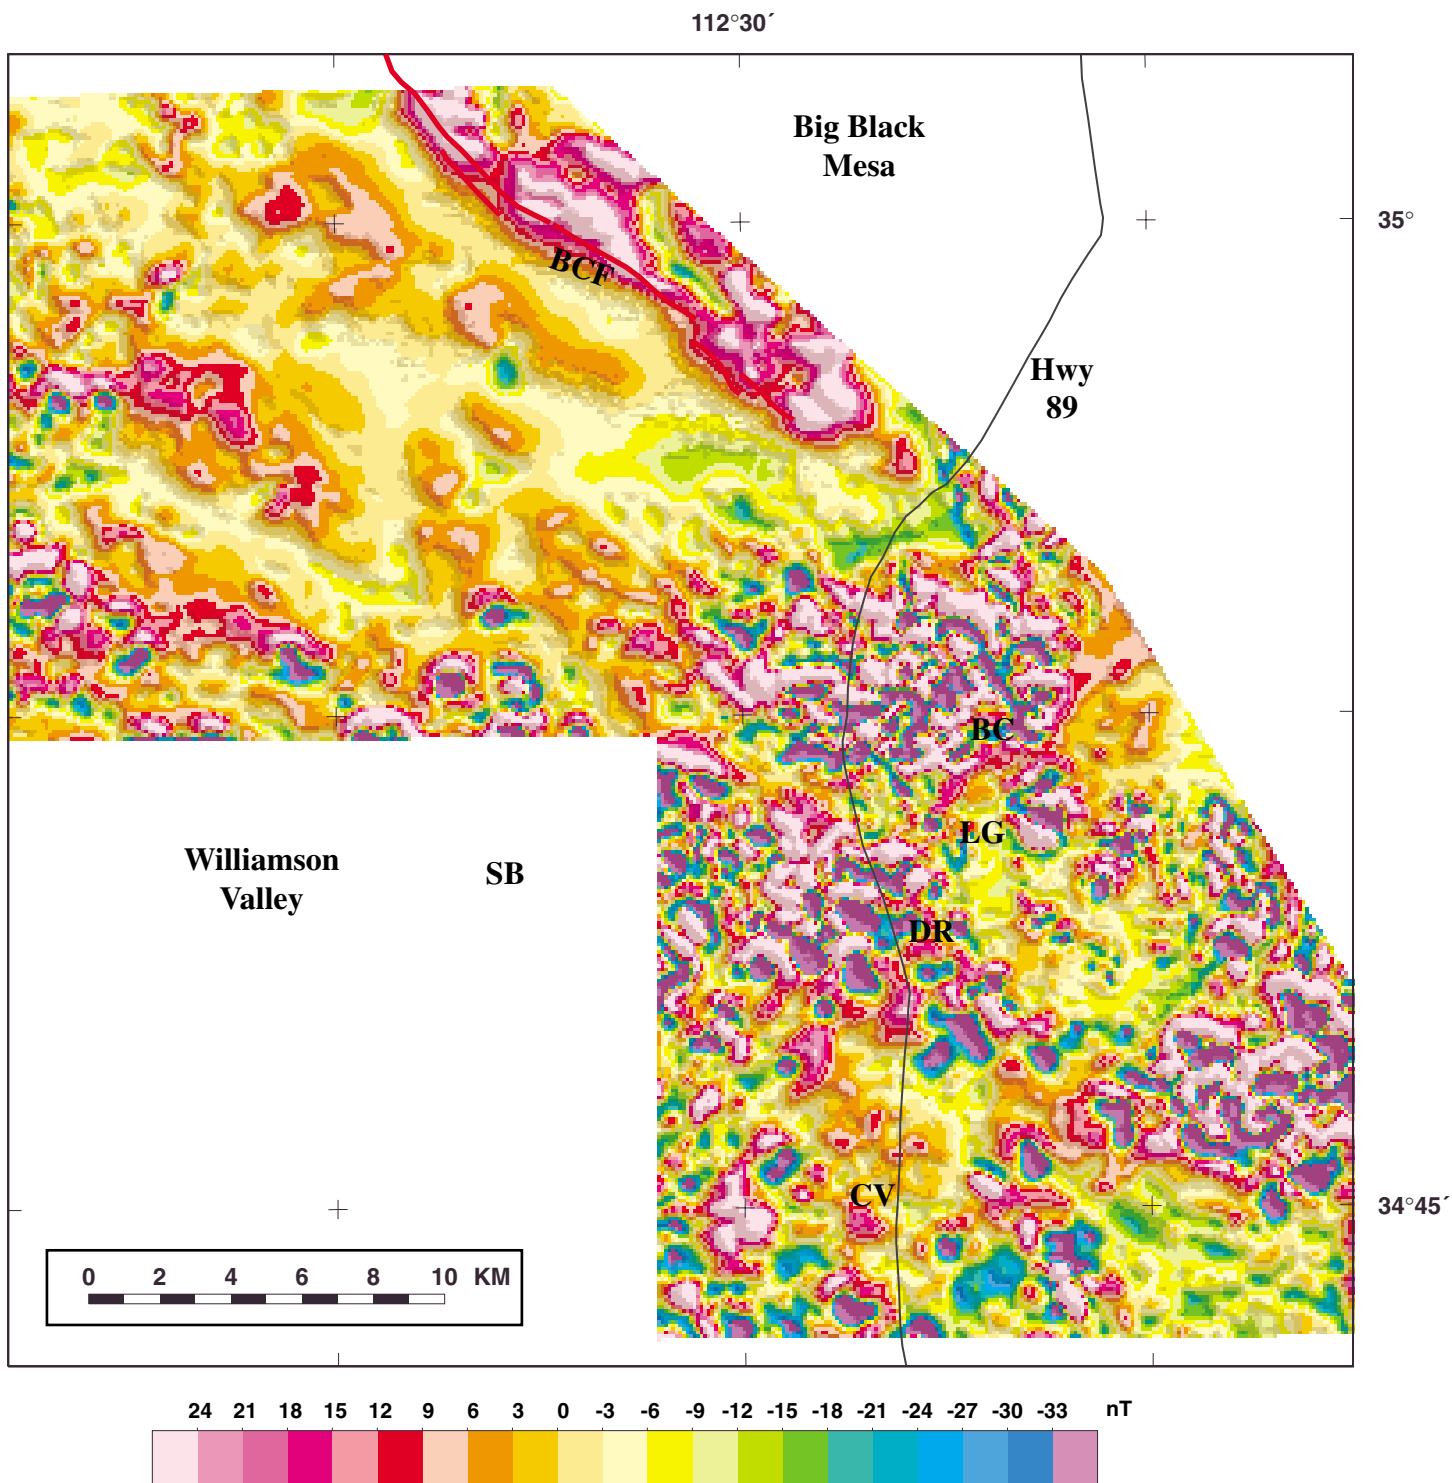 112°30´
Big Black
Mesa
35°
BCF
Hwy
89
BC
LG
Williamson
Valley
SB
DR
CV
34°45´
0 2 4 6 8 10 KM
24 21 18 15 12 9 6 3 0 -3 -6 -9 -12 -15 -18 -21 -24 -27 -30 -33 nT